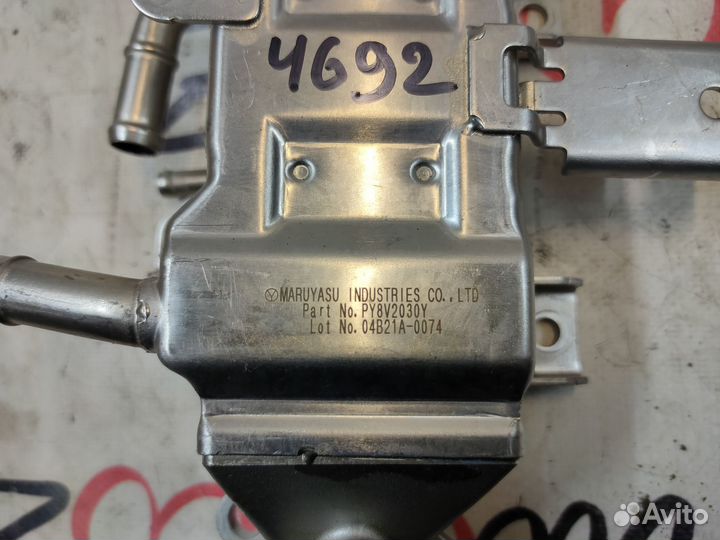 4692
MARUYASU INDUSTRIES CO.,LTD
Part No. PY8V2030Y
Lot No. 04B21A-0074
Avito